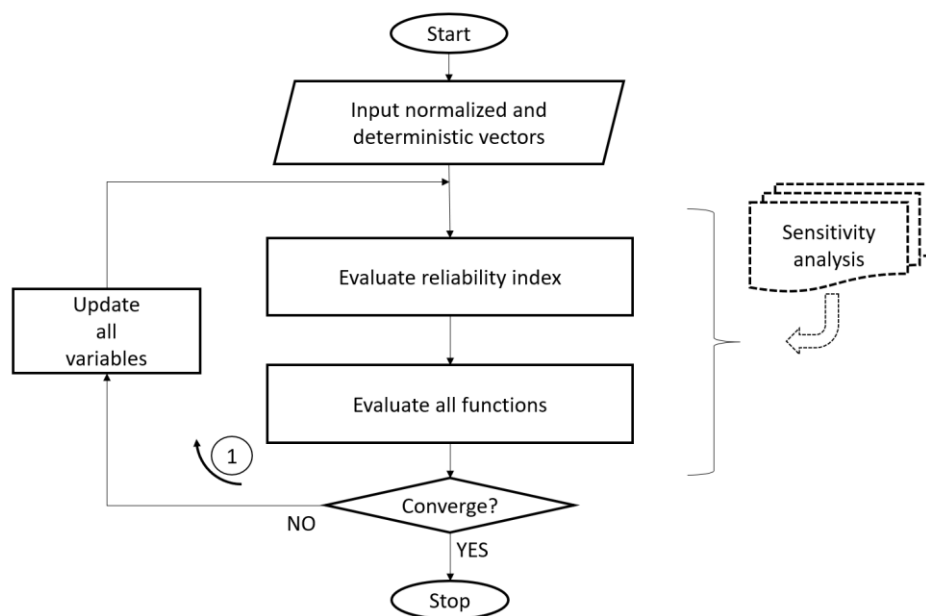 Start
Input normalized and
deterministic vectors
Evaluate reliability index
Sensitivity
analysis
Update
all
variables
Evaluate all functions
1
Converge?
NO
YES
Stop